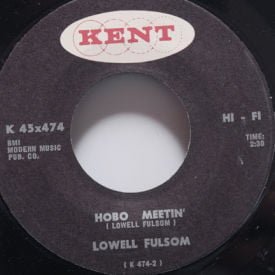 KENT
K 45x474
BMI
MODERN MUSIC
PUB. CO.
HI - FI
TIME:
2:30
HOBO MEETIN'
( LOWELL FULSOM )
LOWELL FULSOM
( K 474-2 )